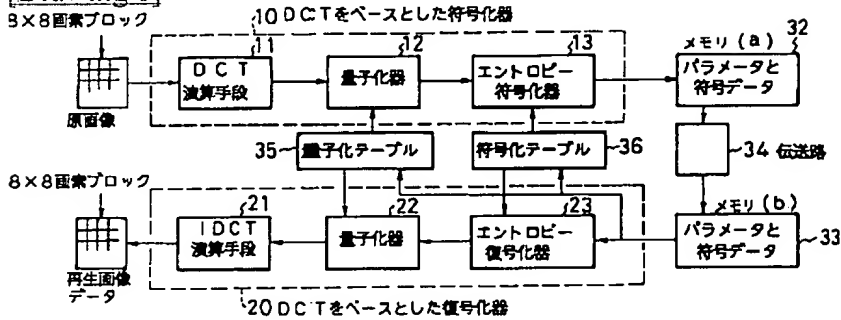 8×8画素ブロック
10 DCTをベースとした符号化器
原画像
11
DCT
演算手段
12
量子化器
13
エントロピー
符号化器
メモリ(a)
32
パラメータと
符号データ
35
量子化テーブル
符号化テーブル
36
34 伝送路
8×8画素ブロック
再生画像
データ
21
IDCT
演算手段
22
量子化器
23
エントロピー
復号化器
メモリ(b)
パラメータと
符号データ
33
20 DCTをベースとした復号化器